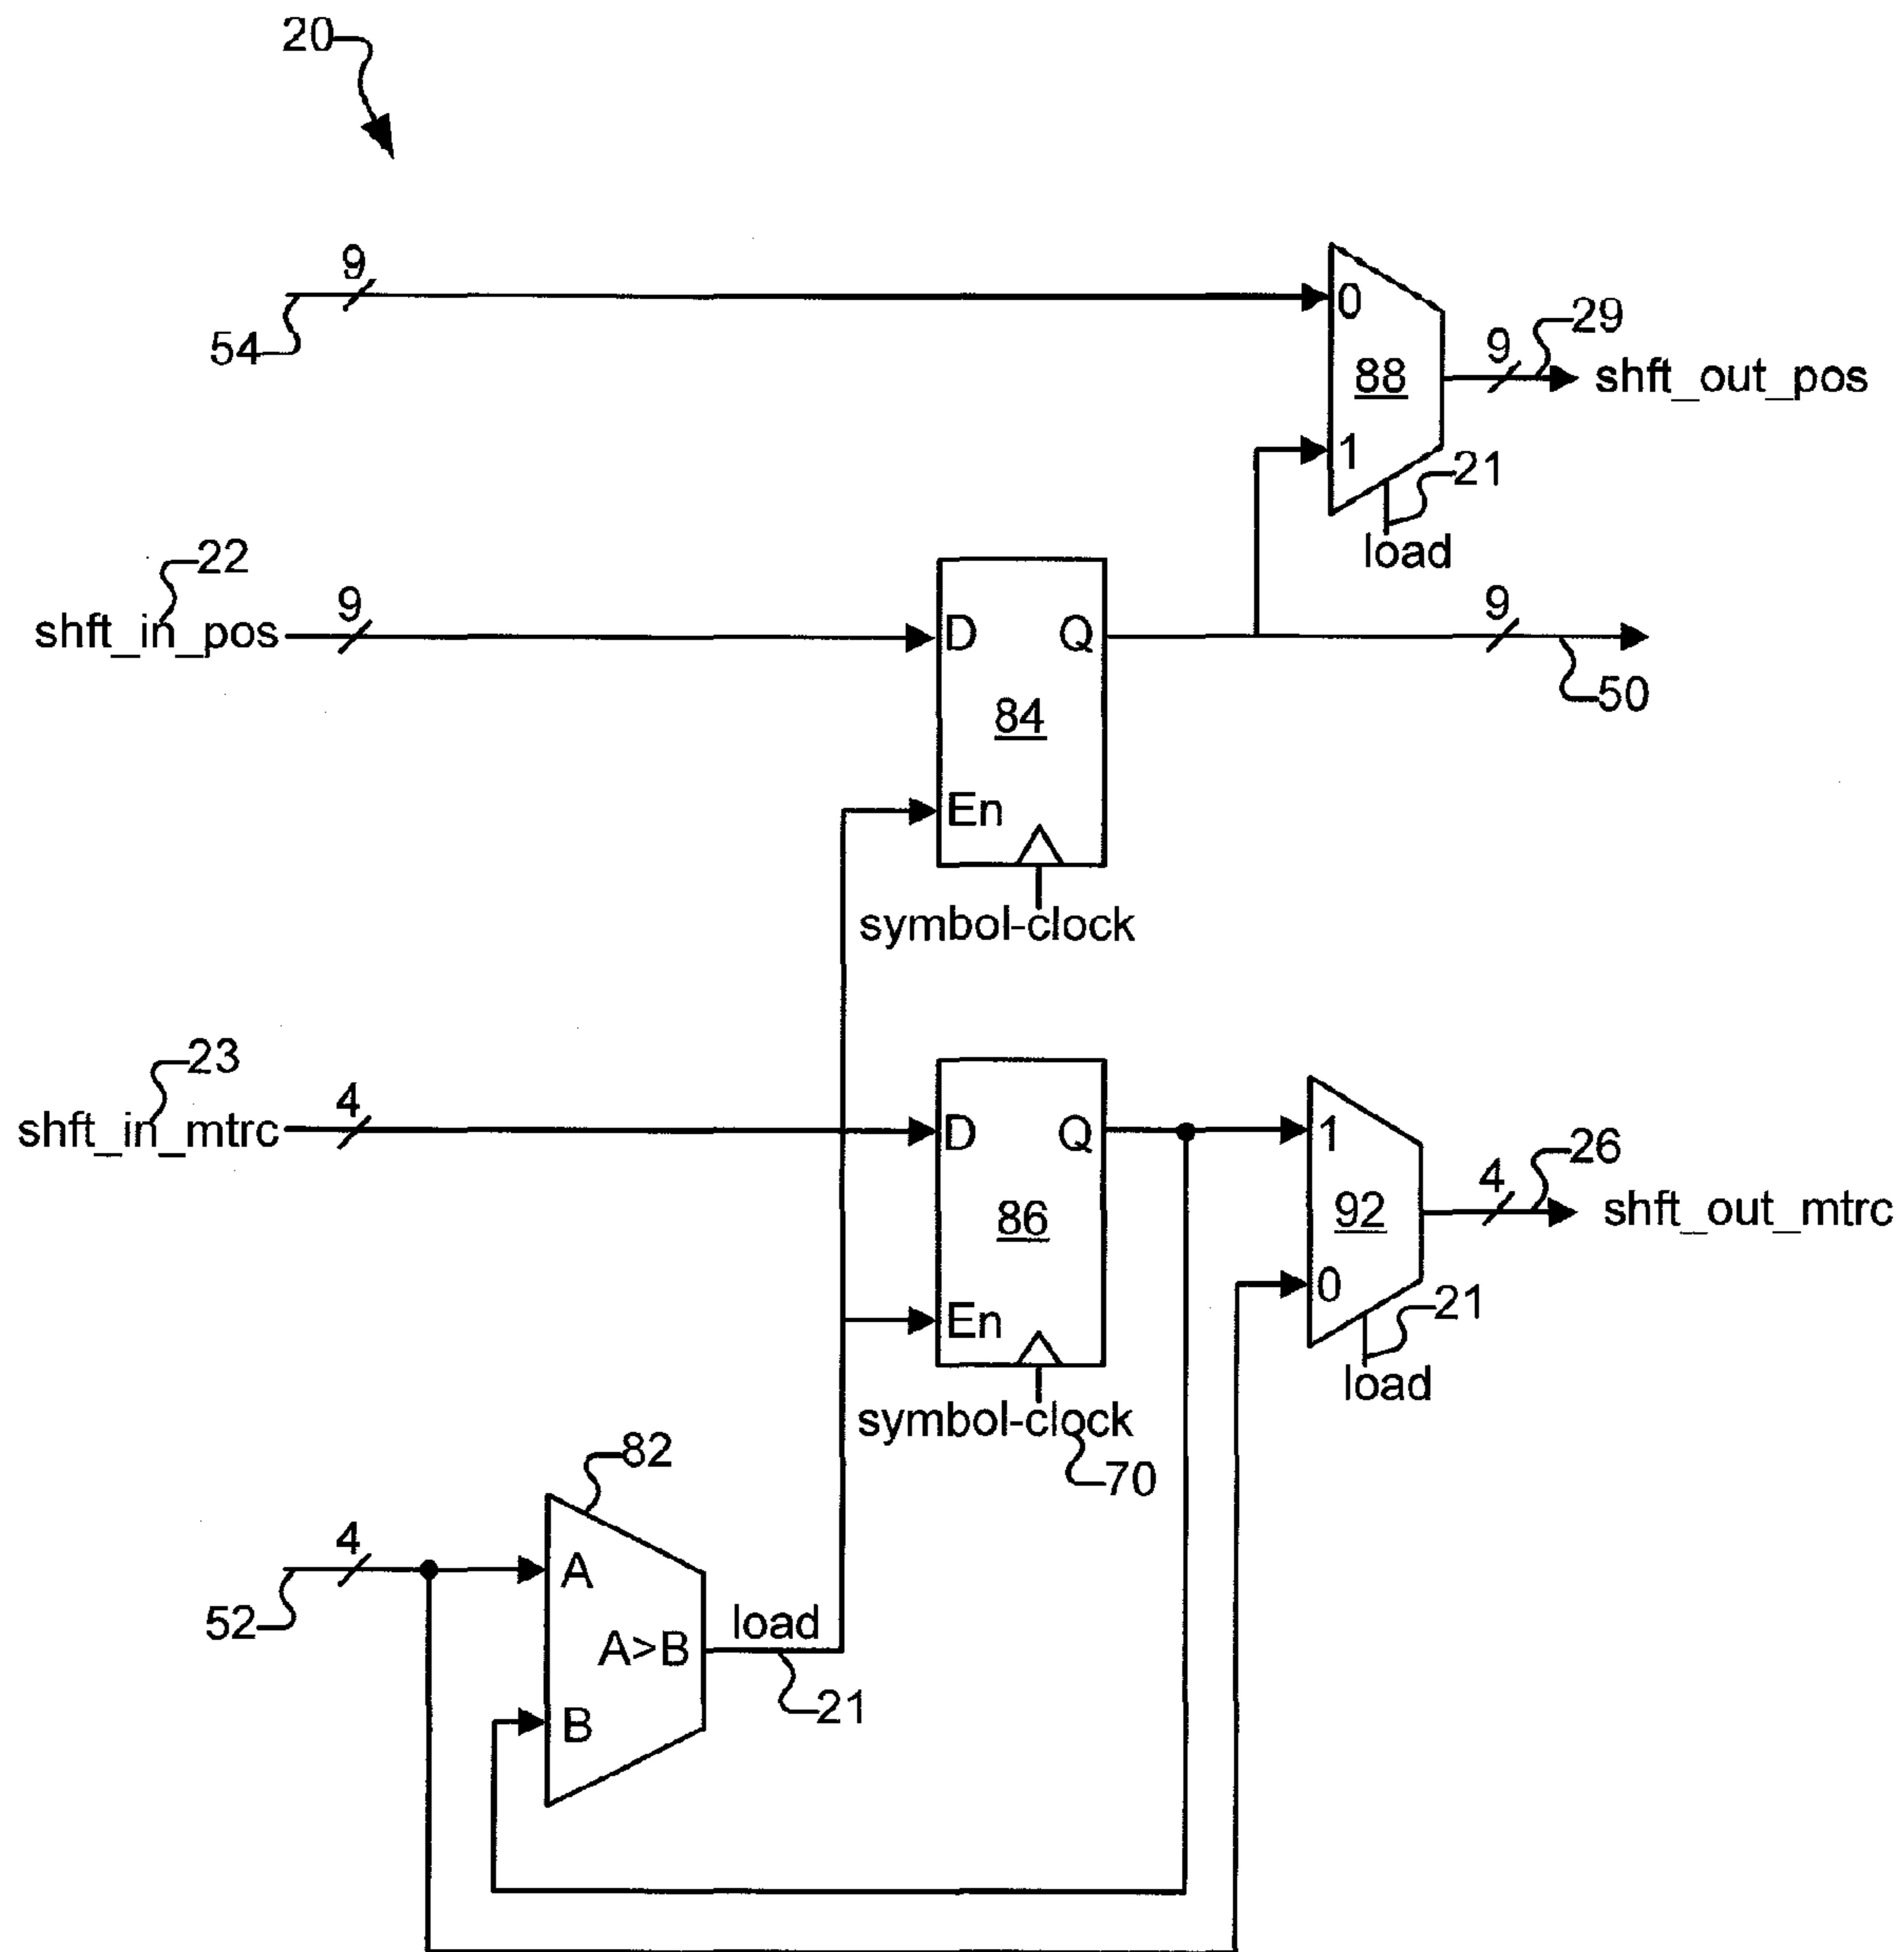 20
9
54
0
88
1
9
29
shft_out_pos
21
load
22
shft_in_pos
9
D
Q
84
En
symbol-clock
9
50
23
shft_in_mtrc
4
D
Q
86
En
symbol-clock
70
1
92
0
4
26
shft_out_mtrc
21
load
82
4
52
A
A>B
B
load
21